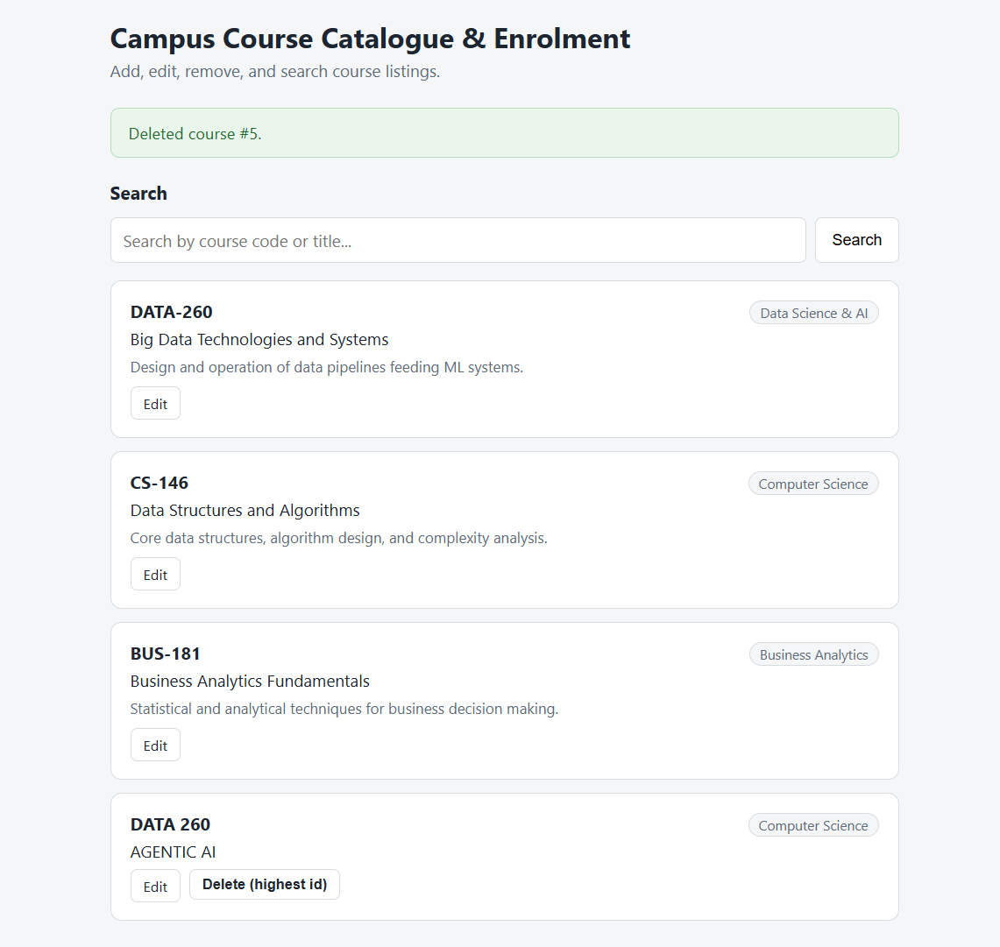 Campus Course Catalogue & Enrolment
Add, edit, remove, and search course listings.
Deleted course #5.
Search
Search by course code or title...
Search
DATA-260
Data Science & AI
Big Data Technologies and Systems
Design and operation of data pipelines feeding ML systems.
Edit
CS-146
Computer Science
Data Structures and Algorithms
Core data structures, algorithm design, and complexity analysis.
Edit
BUS-181
Business Analytics
Business Analytics Fundamentals
Statistical and analytical techniques for business decision making.
Edit
DATA 260
Computer Science
AGENTIC AI
Edit
Delete (highest id)